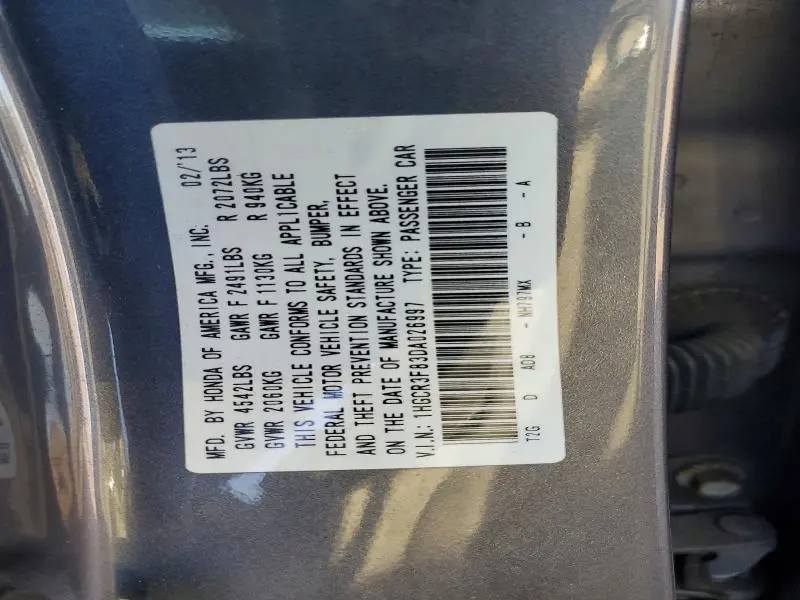 MFD. BY HONDA OF AMERICA MFG., INC. 02/'13
GVWR 4542LBS GAWR F 2491LBS R 2072LBS
GVWR 2060KG GAWR F 1130KG R 940KG
THIS VEHICLE CONFORMS TO ALL APPLICABLE
FEDERAL MOTOR VEHICLE SAFETY, BUMPER,
AND THEFT PREVENTION STANDARDS IN EFFECT
ON THE DATE OF MANUFACTURE SHOWN ABOVE.
V.I.N.: 1HGCR3F83DA026997 TYPE: PASSENGER CAR
T2G D AD8 - NH797MX - B - A